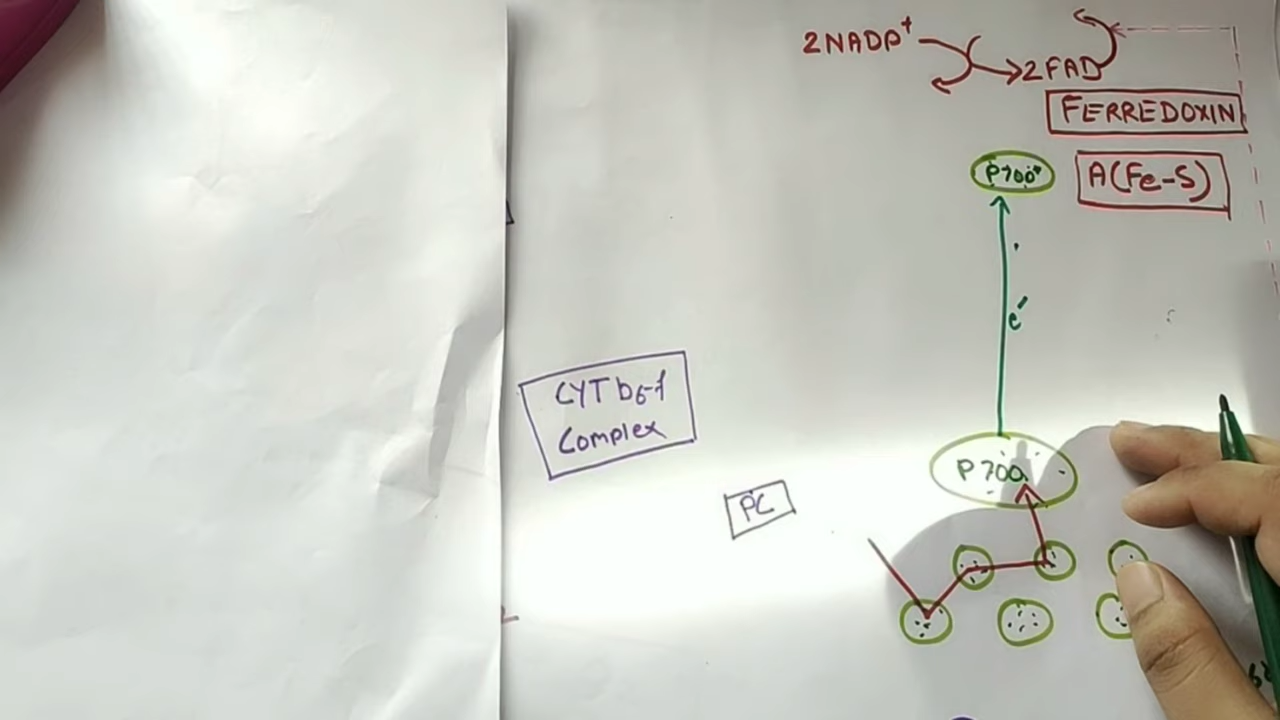 2NADP⁺
2FAD
FERREDOXIN
P700*
A(Fe-S)
e⁻
CYT b6-f
Complex
P700
PC